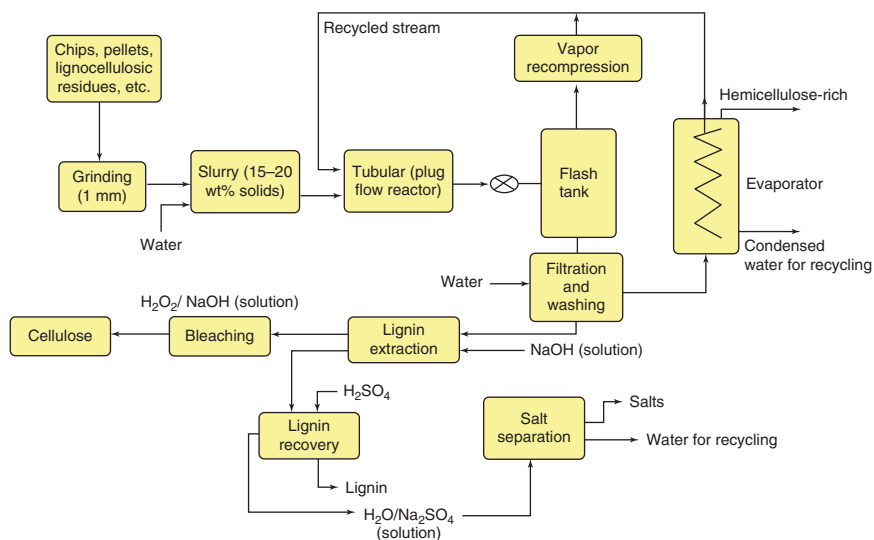 Recycled stream
Chips, pellets,
lignocellulosic
residues, etc.
Vapor
recompression
Hemicellulose-rich
Grinding
(1 mm)
Slurry (15–20
wt% solids)
Tubular (plug
flow reactor)
Flash
tank
Evaporator
Water
Condensed
water for recycling
Water
Filtration
and
washing
H₂O₂/ NaOH (solution)
Cellulose
Bleaching
Lignin
extraction
NaOH (solution)
H₂SO₄
Lignin
recovery
Salt
separation
Salts
Water for recycling
Lignin
H₂O/Na₂SO₄
(solution)